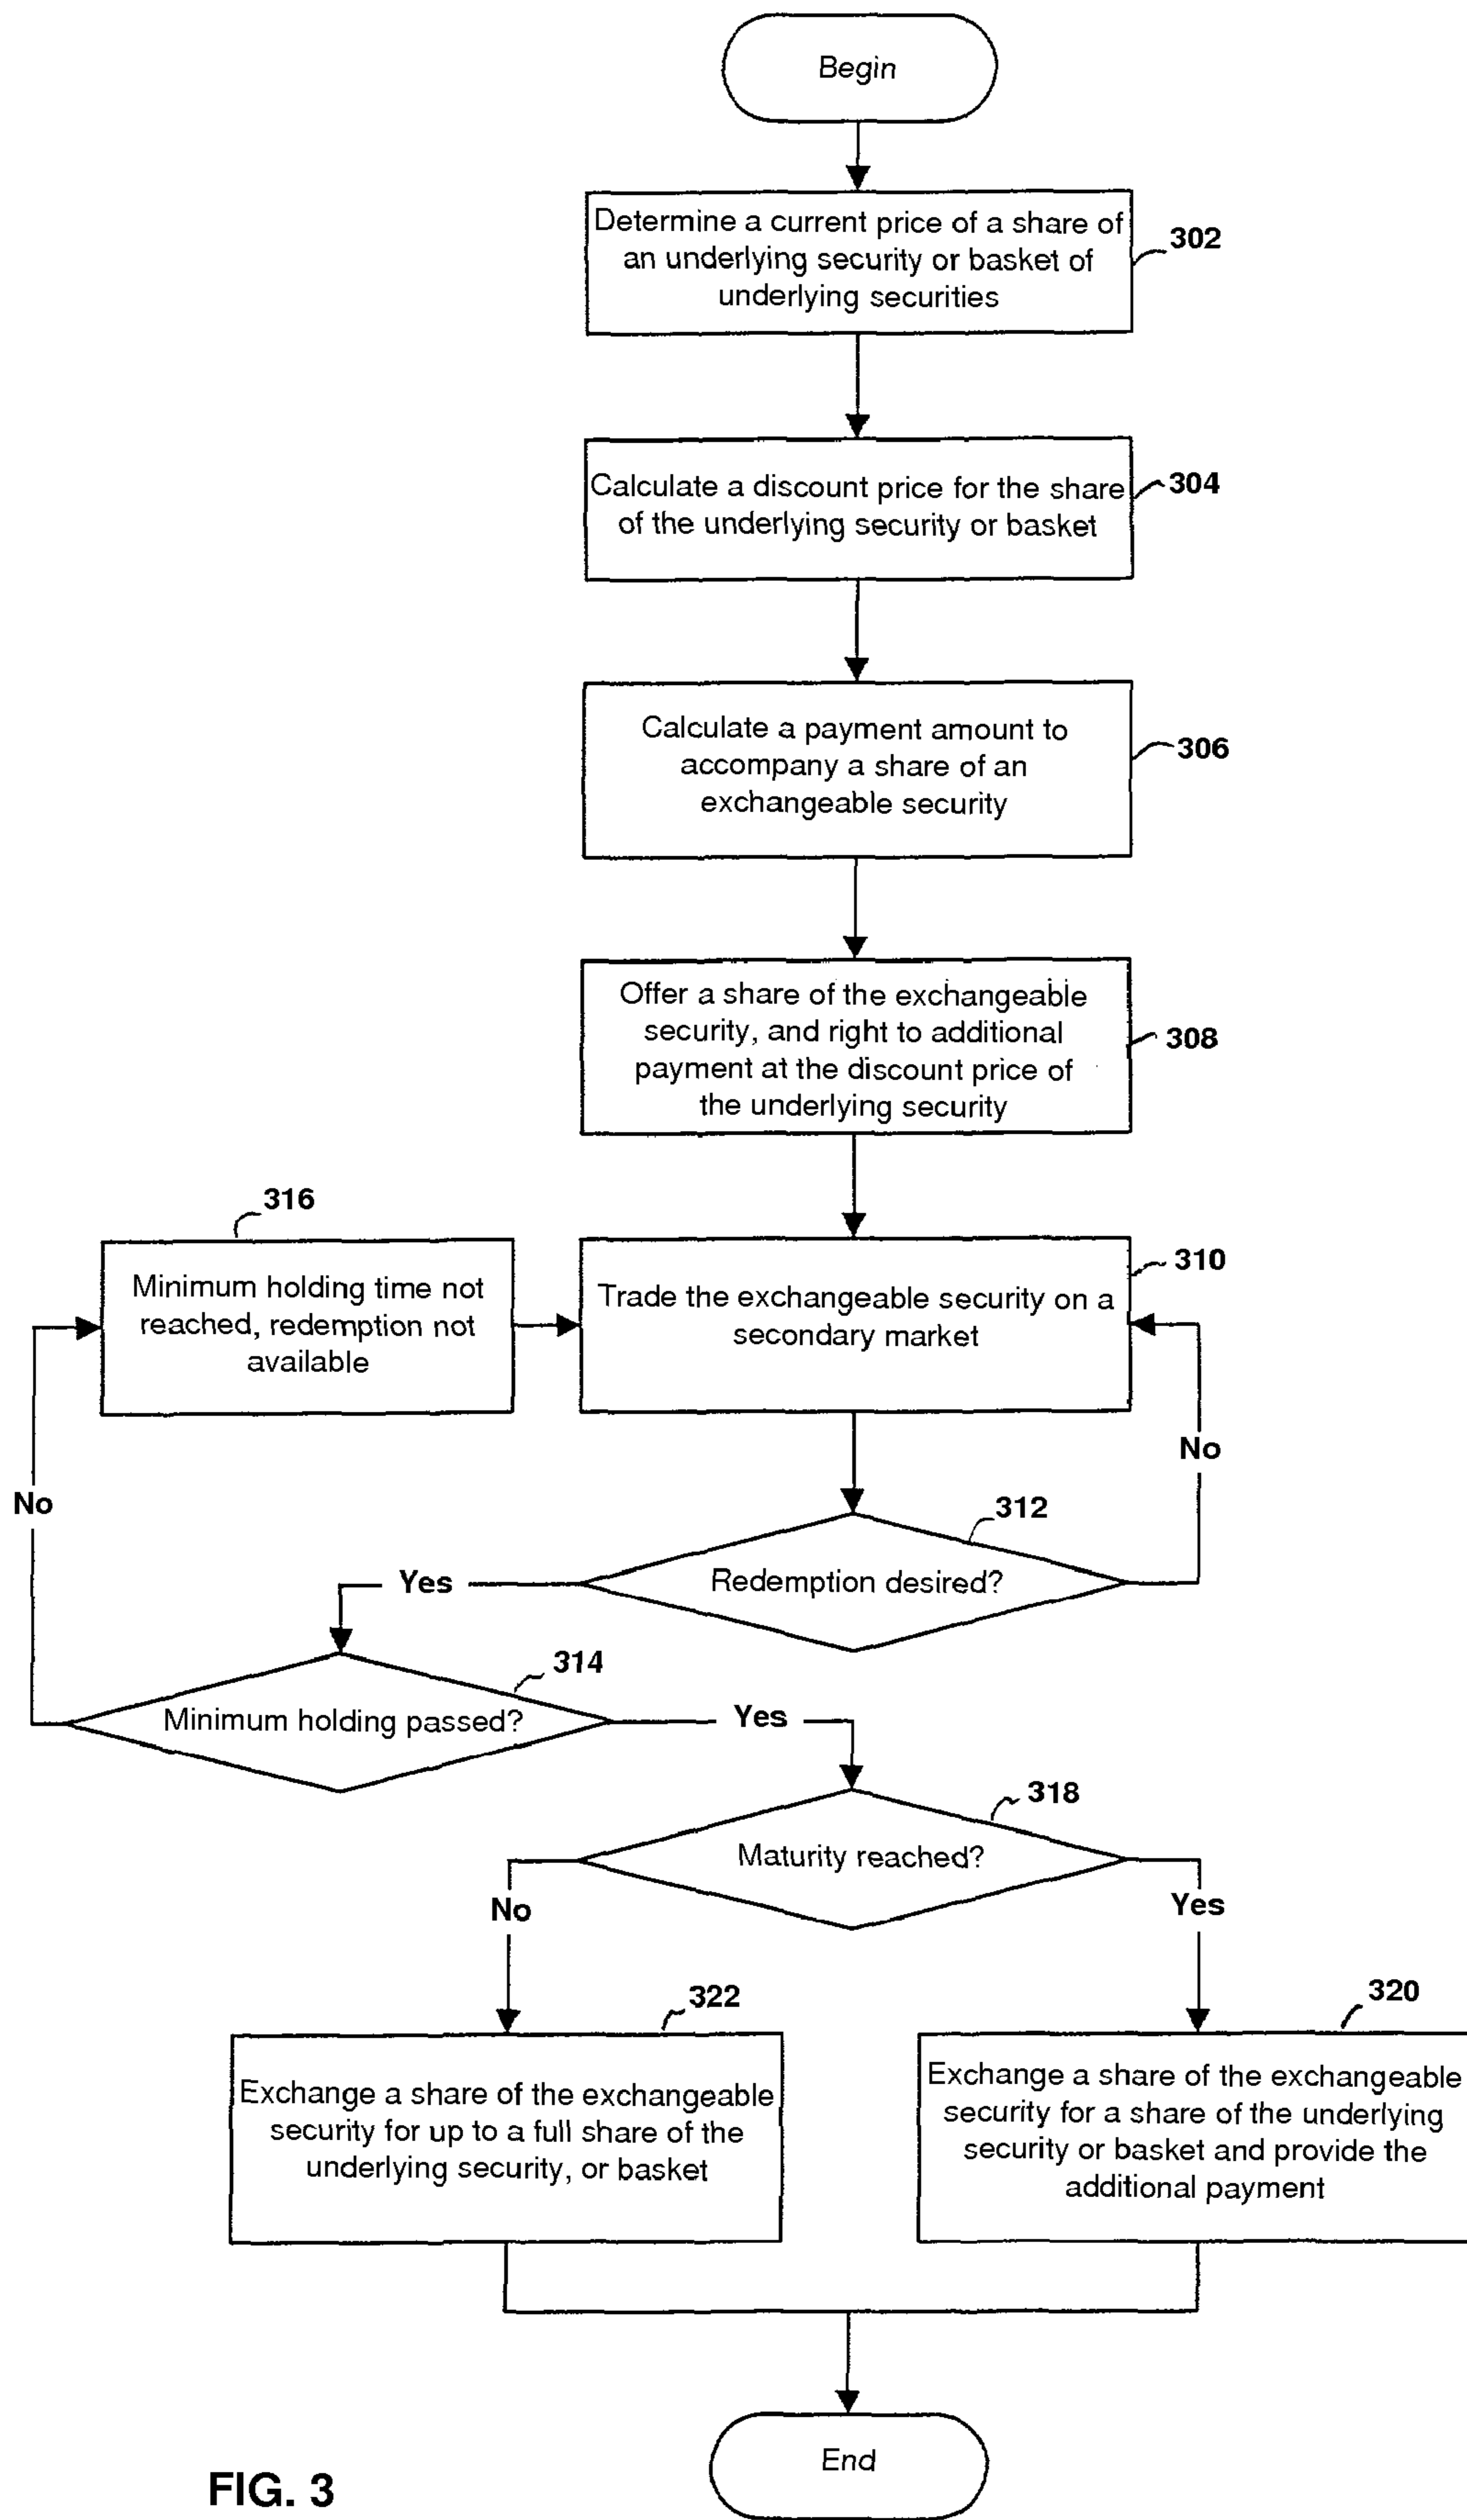 Begin
Determine a current price of a share of
an underlying security or basket of
underlying securities
302
Calculate a discount price for the share
of the underlying security or basket
304
Calculate a payment amount to
accompany a share of an
exchangeable security
306
Offer a share of the exchangeable
security, and right to additional
payment at the discount price of
the underlying security
308
316
Minimum holding time not
reached, redemption not
available
Trade the exchangeable security on a
secondary market
310
No
No
312
Redemption desired?
Yes
314
Minimum holding passed?
Yes
318
Maturity reached?
No
Yes
322
Exchange a share of the exchangeable
security for up to a full share of the
underlying security, or basket
320
Exchange a share of the exchangeable
security for a share of the underlying
security or basket and provide the
additional payment
End
FIG. 3